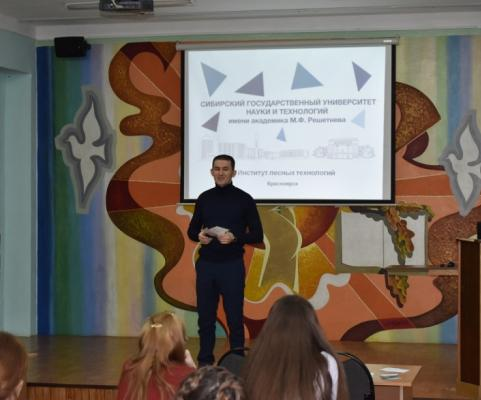 СИБИРСКИЙ ГОСУДАРСТВЕННЫЙ УНИВЕРСИТЕТ
НАУКИ И ТЕХНОЛОГИЙ
имени академика М.Ф. Решетнева
Институт лесных технологий
Красноярск